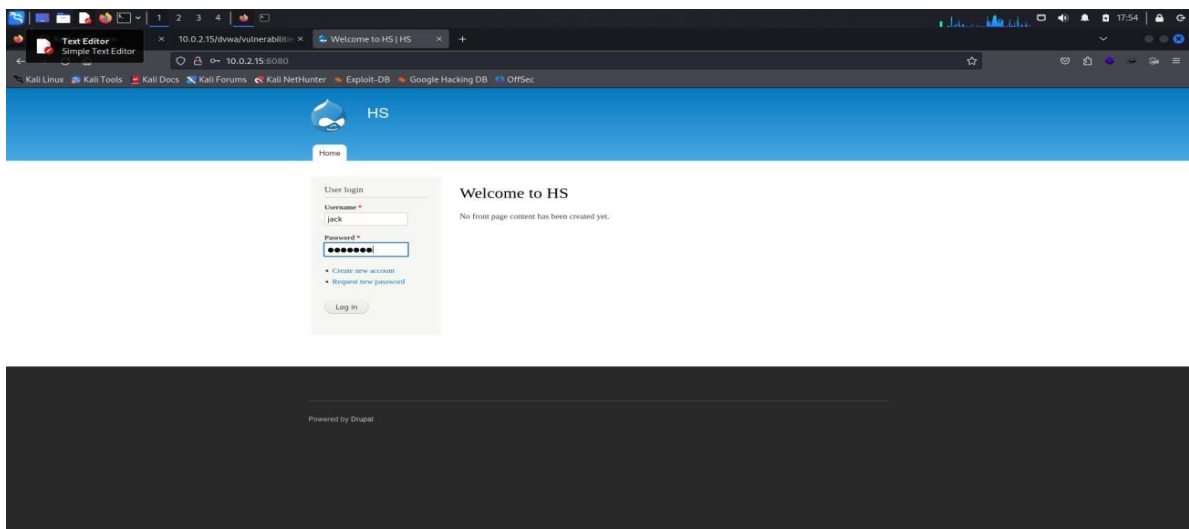 1 2 3 4
17:54
Text Editor
Simple Text Editor
10.0.2.15/dvwa/vulnerabilitie
Welcome to HS | HS
10.0.2.15:8080
Kali Linux Kali Tools Kali Docs Kali Forums Kali NetHunter Exploit-DB Google Hacking DB OffSec
HS
Home
User login
Username *
jack
Password *
Create new account
Request new password
Log in
Welcome to HS
No front page content has been created yet.
Powered by Drupal